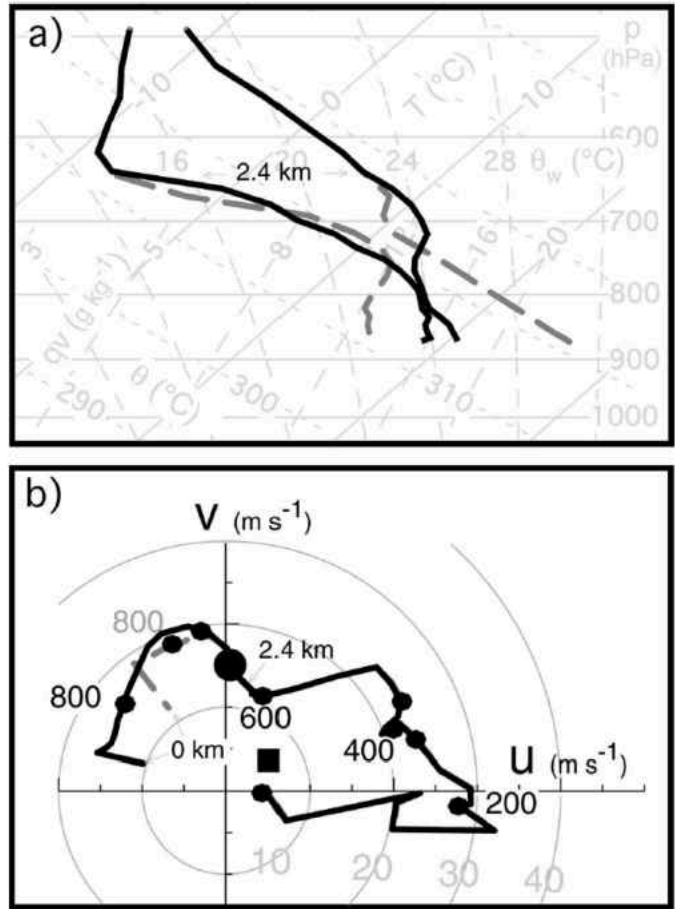 a)
p
(hPa)
-10
0
10
T (°C)
600
16
20
24
28
θw (°C)
2.4 km
700
3
5
8
16
20
qv (g kg⁻¹)
800
θ (°C)
900
290
300
310
1000
b)
V (m s⁻¹)
800
2.4 km
800
600
0 km
400
u (m s⁻¹)
200
10
20
30
40